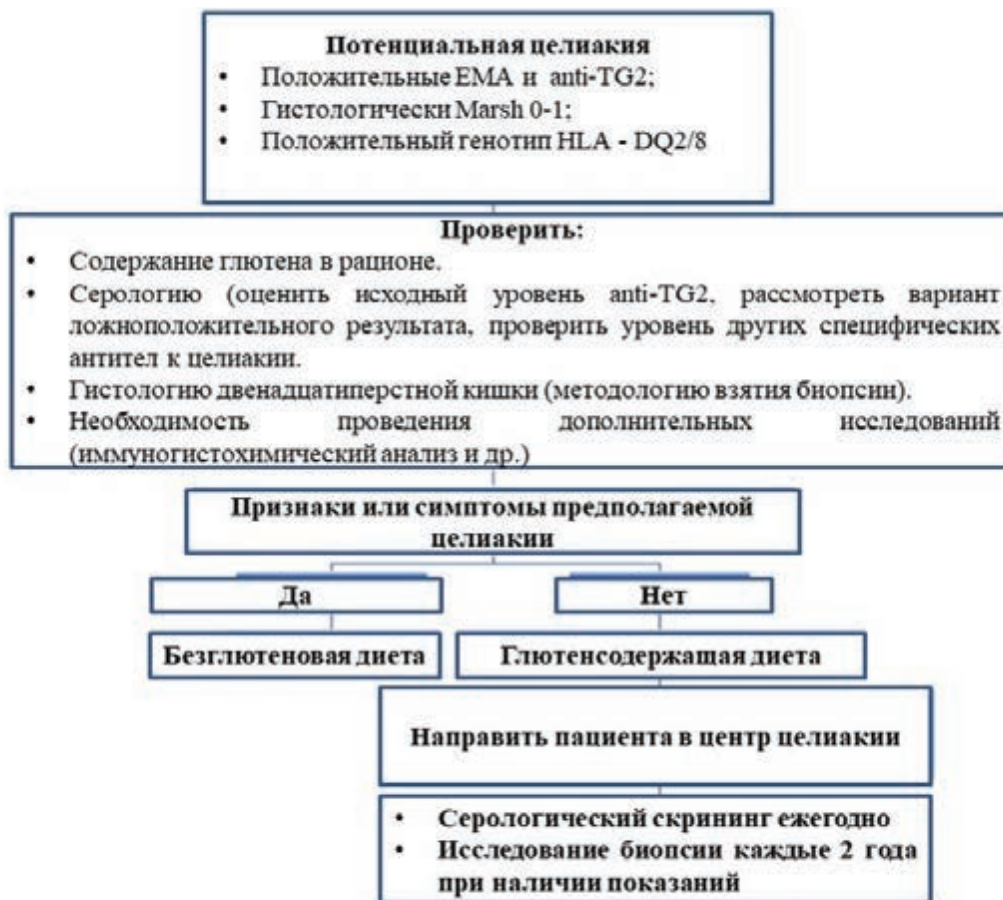 Потенциальная целиакия
• Положительные EMA и anti-TG2;
• Гистологически Marsh 0-1;
• Положительный генотип HLA - DQ2/8
Проверить:
• Содержание глютена в рационе.
• Серологию (оценить исходный уровень anti-TG2, рассмотреть вариант
ложноположительного результата, проверить уровень других специфических
антител к целиакии.
• Гистологию двенадцатиперстной кишки (методологию взятия биопсии).
• Необходимость проведения дополнительных исследований
(иммуногистохимический анализ и др.)
Признаки или симптомы предполагаемой
целиакии
Да
Нет
Безглютеновая диета
Глютенсодержащая диета
Направить пациента в центр целиакии
• Серологический скрининг ежегодно
• Исследование биопсии каждые 2 года
при наличии показаний